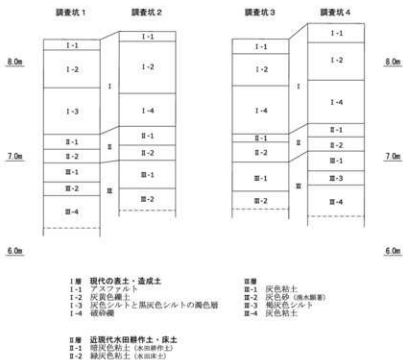 調査坑1
調査坑2
調査坑3
調査坑4
8.0m
7.0m
6.0m
8.0m
7.0m
6.0m
Ⅰ-1
Ⅰ-2
Ⅰ-3
Ⅱ-1
Ⅱ-2
Ⅲ-1
Ⅲ-2
Ⅲ-4
Ⅰ
Ⅱ
Ⅲ
Ⅰ-1
Ⅰ-2
Ⅰ-4
Ⅱ-1
Ⅱ-2
Ⅲ-1
Ⅲ-2
Ⅰ-1
Ⅰ-2
Ⅰ-4
Ⅱ-1
Ⅱ-2
Ⅲ-1
Ⅲ-2
Ⅰ
Ⅱ
Ⅲ
Ⅰ-1
Ⅰ-2
Ⅰ-4
Ⅱ-1
Ⅱ-2
Ⅲ-1
Ⅲ-3
Ⅲ-4
Ⅰ層 現代の表土・造成土
Ⅰ-1 アスファルト
Ⅰ-2 灰黄色礫土
Ⅰ-3 灰色シルトと黒灰色シルトの混色層
Ⅰ-4 破砕礫
Ⅱ層 近現代水田耕作土・床土
Ⅱ-1 暗灰色粘土(水田耕作土)
Ⅱ-2 緑灰色粘土(水田床土)
Ⅲ層
Ⅲ-1 灰色粘土
Ⅲ-2 灰色砂(湧水顕著)
Ⅲ-3 褐灰色シルト
Ⅲ-4 灰色粘土